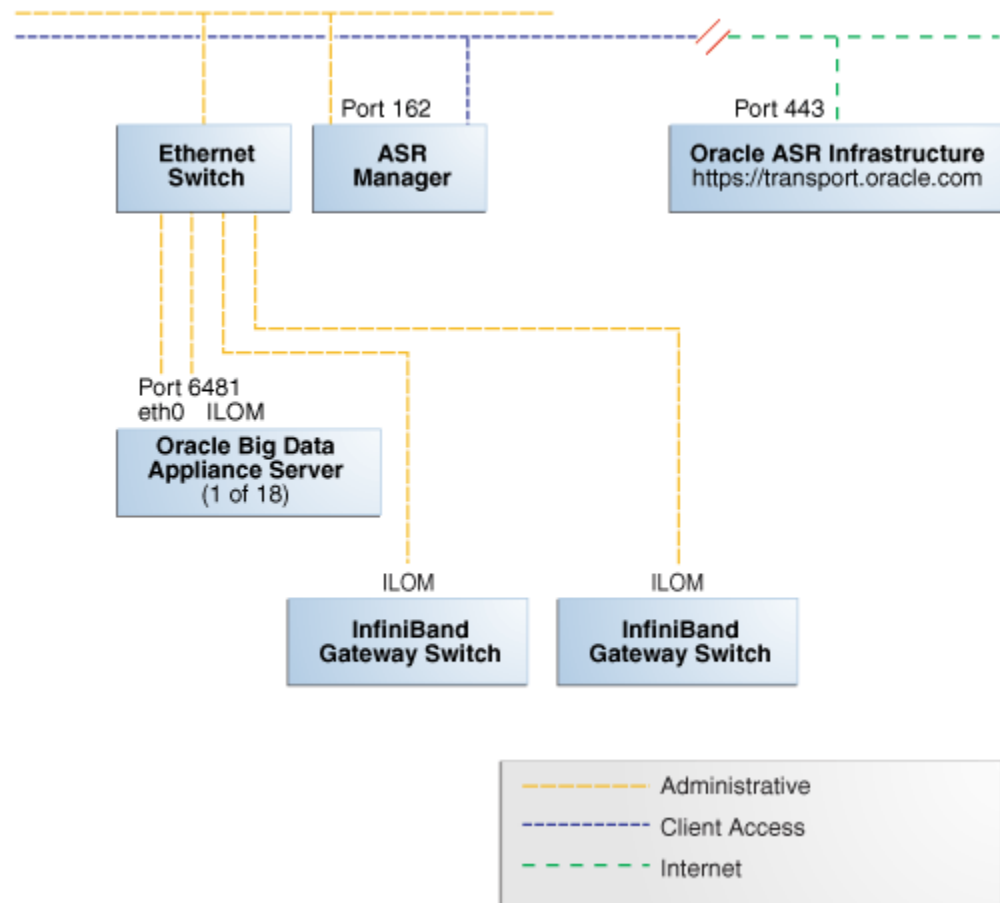 Port 162
Port 443
Ethernet
Switch
ASR
Manager
Oracle ASR Infrastructure
https://transport.oracle.com
Port 6481
eth0 ILOM
Oracle Big Data
Appliance Server
(1 of 18)
ILOM
InfiniBand
Gateway Switch
ILOM
InfiniBand
Gateway Switch
Administrative
Client Access
Internet